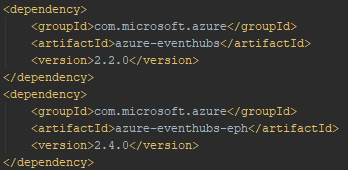 <dependency>
    <groupId>com.microsoft.azure</groupId>
    <artifactId>azure-eventhubs</artifactId>
    <version>2.2.0</version>
</dependency>
<dependency>
    <groupId>com.microsoft.azure</groupId>
    <artifactId>azure-eventhubs-eph</artifactId>
    <version>2.4.0</version>
</dependency>